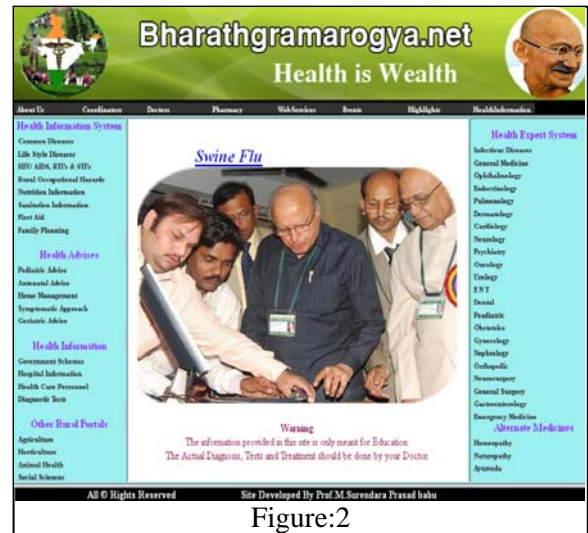 Bharathgramarogya.net
Health is Wealth
About Us Coordinators Doctors Pharmacy WebServices Events Highlights HealthInformation
Health Information System
Common Diseases
Life Style Diseases
HIV/AIDS, RTI's & STI's
Rural Occupational Hazards
Nutrition Information
Sanitation Information
First Aid
Family Planning
Health Advises
Pediatric Advice
Antenatal Advice
Home Management
Symptomatic Approach
Geriatric Advice
Health Information
Government Schemes
Hospital Information
Health Care Personnel
Diagnostic Tests
Other Rural Portals
Agriculture
Horticulture
Animal Health
Social Sciences
Swine Flu
Warning
The information provided in this site is only meant for Education.
The Actual Diagnosis, Tests and Treatment should be done by your Doctor.
Health Expert System
Infectious Diseases
General Medicine
Ophthalmology
Endocrinology
Pulmonology
Dermatology
Cardiology
Neurology
Psychiatry
Oncology
Urology
E N T
Dental
Peadiatric
Obstetrics
Gynecology
Nephrology
Orthopedic
Neurosurgery
General Surgery
Gastroenterology
Emergency Medicine
Alternate Medicines
Homeopathy
Naturopathy
Ayurveda
All © Rights Reserved Site Developed By Prof.M.Surendara Prasad babu
Figure:2